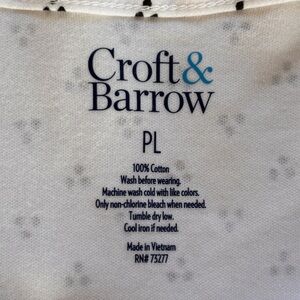 Croft&
Barrow
PL
100% Cotton
Wash before wearing.
Machine wash cold with like colors.
Only non-chlorine bleach when needed.
Tumble dry low.
Cool iron if needed.
Made in Vietnam
RN# 73277